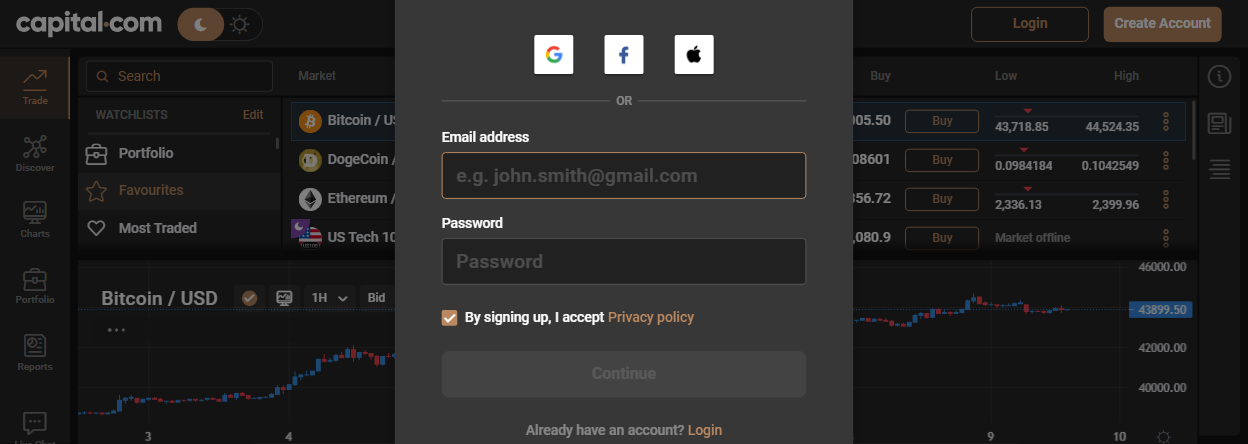 capital.com
Login
Create Account
Search
Market
Buy
Low
High
Trade
WATCHLISTS
Edit
Portfolio
Favourites
Most Traded
Discover
Charts
Portfolio
Reports
Bitcoin / US
005.50
Buy
43,718.85
44,524.35
DogeCoin /
08601
Buy
0.0984184
0.1042549
Ethereum /
356.72
Buy
2,336.13
2,399.96
US Tech 10
,080.9
Buy
Market offline
OR
Email address
e.g. john.smith@gmail.com
Password
Password
By signing up, I accept Privacy policy
Continue
Already have an account? Login
Bitcoin / USD
1H
Bid
46000.00
43899.50
42000.00
40000.00
3
4
9
10